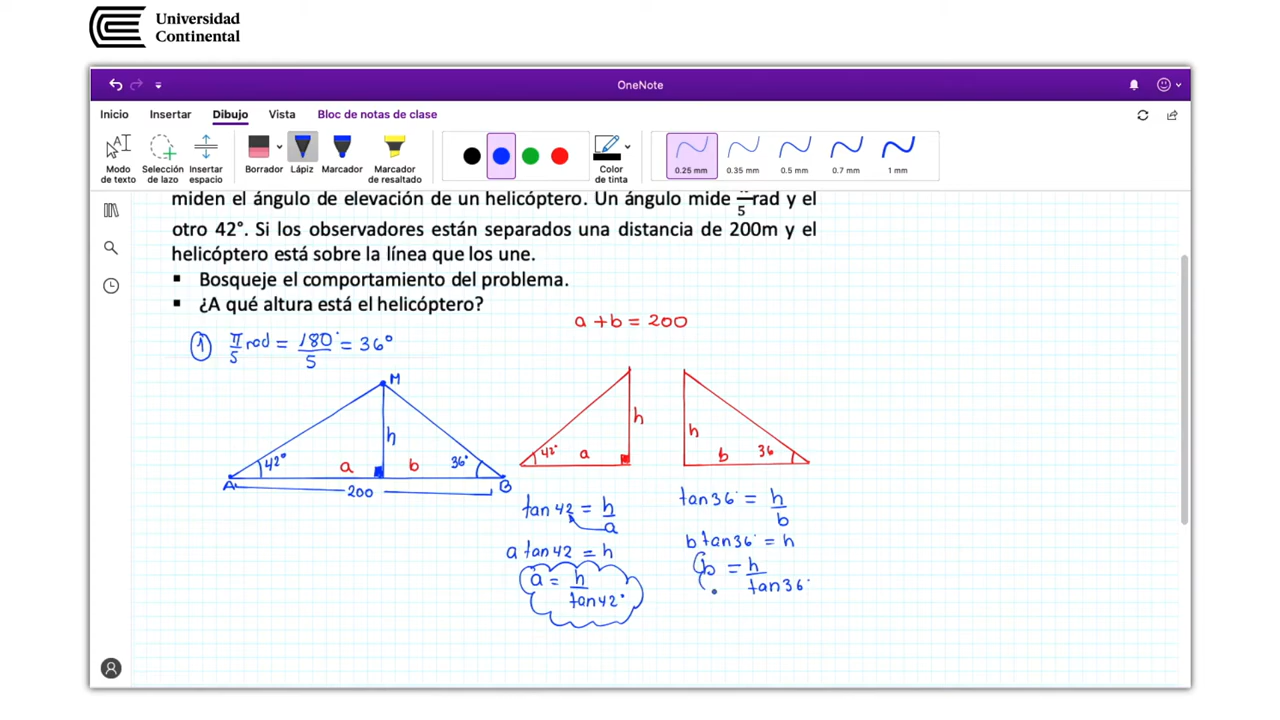 Universidad
Continental
OneNote
Inicio Insertar Dibujo Vista Bloc de notas de clase
Modo de texto
Selección de lazo
Insertar espacio
Borrador
Lápiz
Marcador
Marcador de resaltado
Color de tinta
0.25 mm
0.35 mm
0.5 mm
0.7 mm
1 mm
miden el ángulo de elevación de un helicóptero. Un ángulo mide π/5 rad y el
otro 42°. Si los observadores están separados una distancia de 200m y el
helicóptero está sobre la línea que los une.
▪ Bosqueje el comportamiento del problema.
▪ ¿A qué altura está el helicóptero?
a + b = 200
① π/5 rad = 180°/5 = 36°
M
h
42° a b 36°
A B
200
h
42° a
h
b 36
tan 42 = h/a
a tan 42 = h
a = h/tan 42°
tan 36° = h/b
b tan 36° = h
b = h/tan 36°